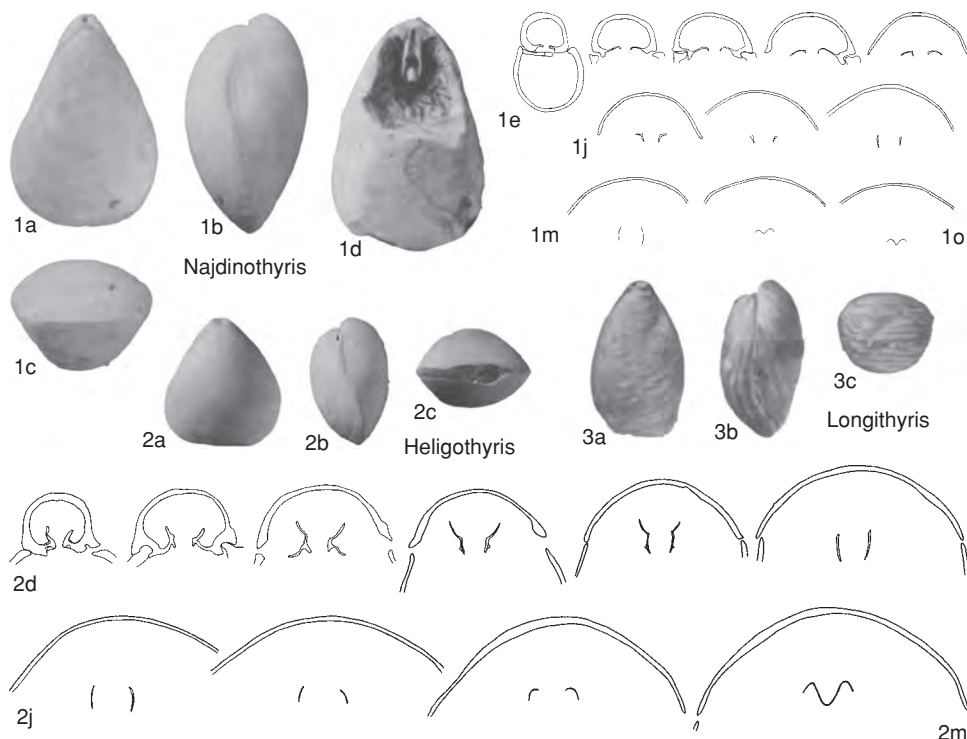 1a
1b
1d
1e
1j
1m
1o
Najdinothyris
1c
2a
2b
2c
Heligothyris
3a
3b
3c
Longithyris
2d
2j
2m